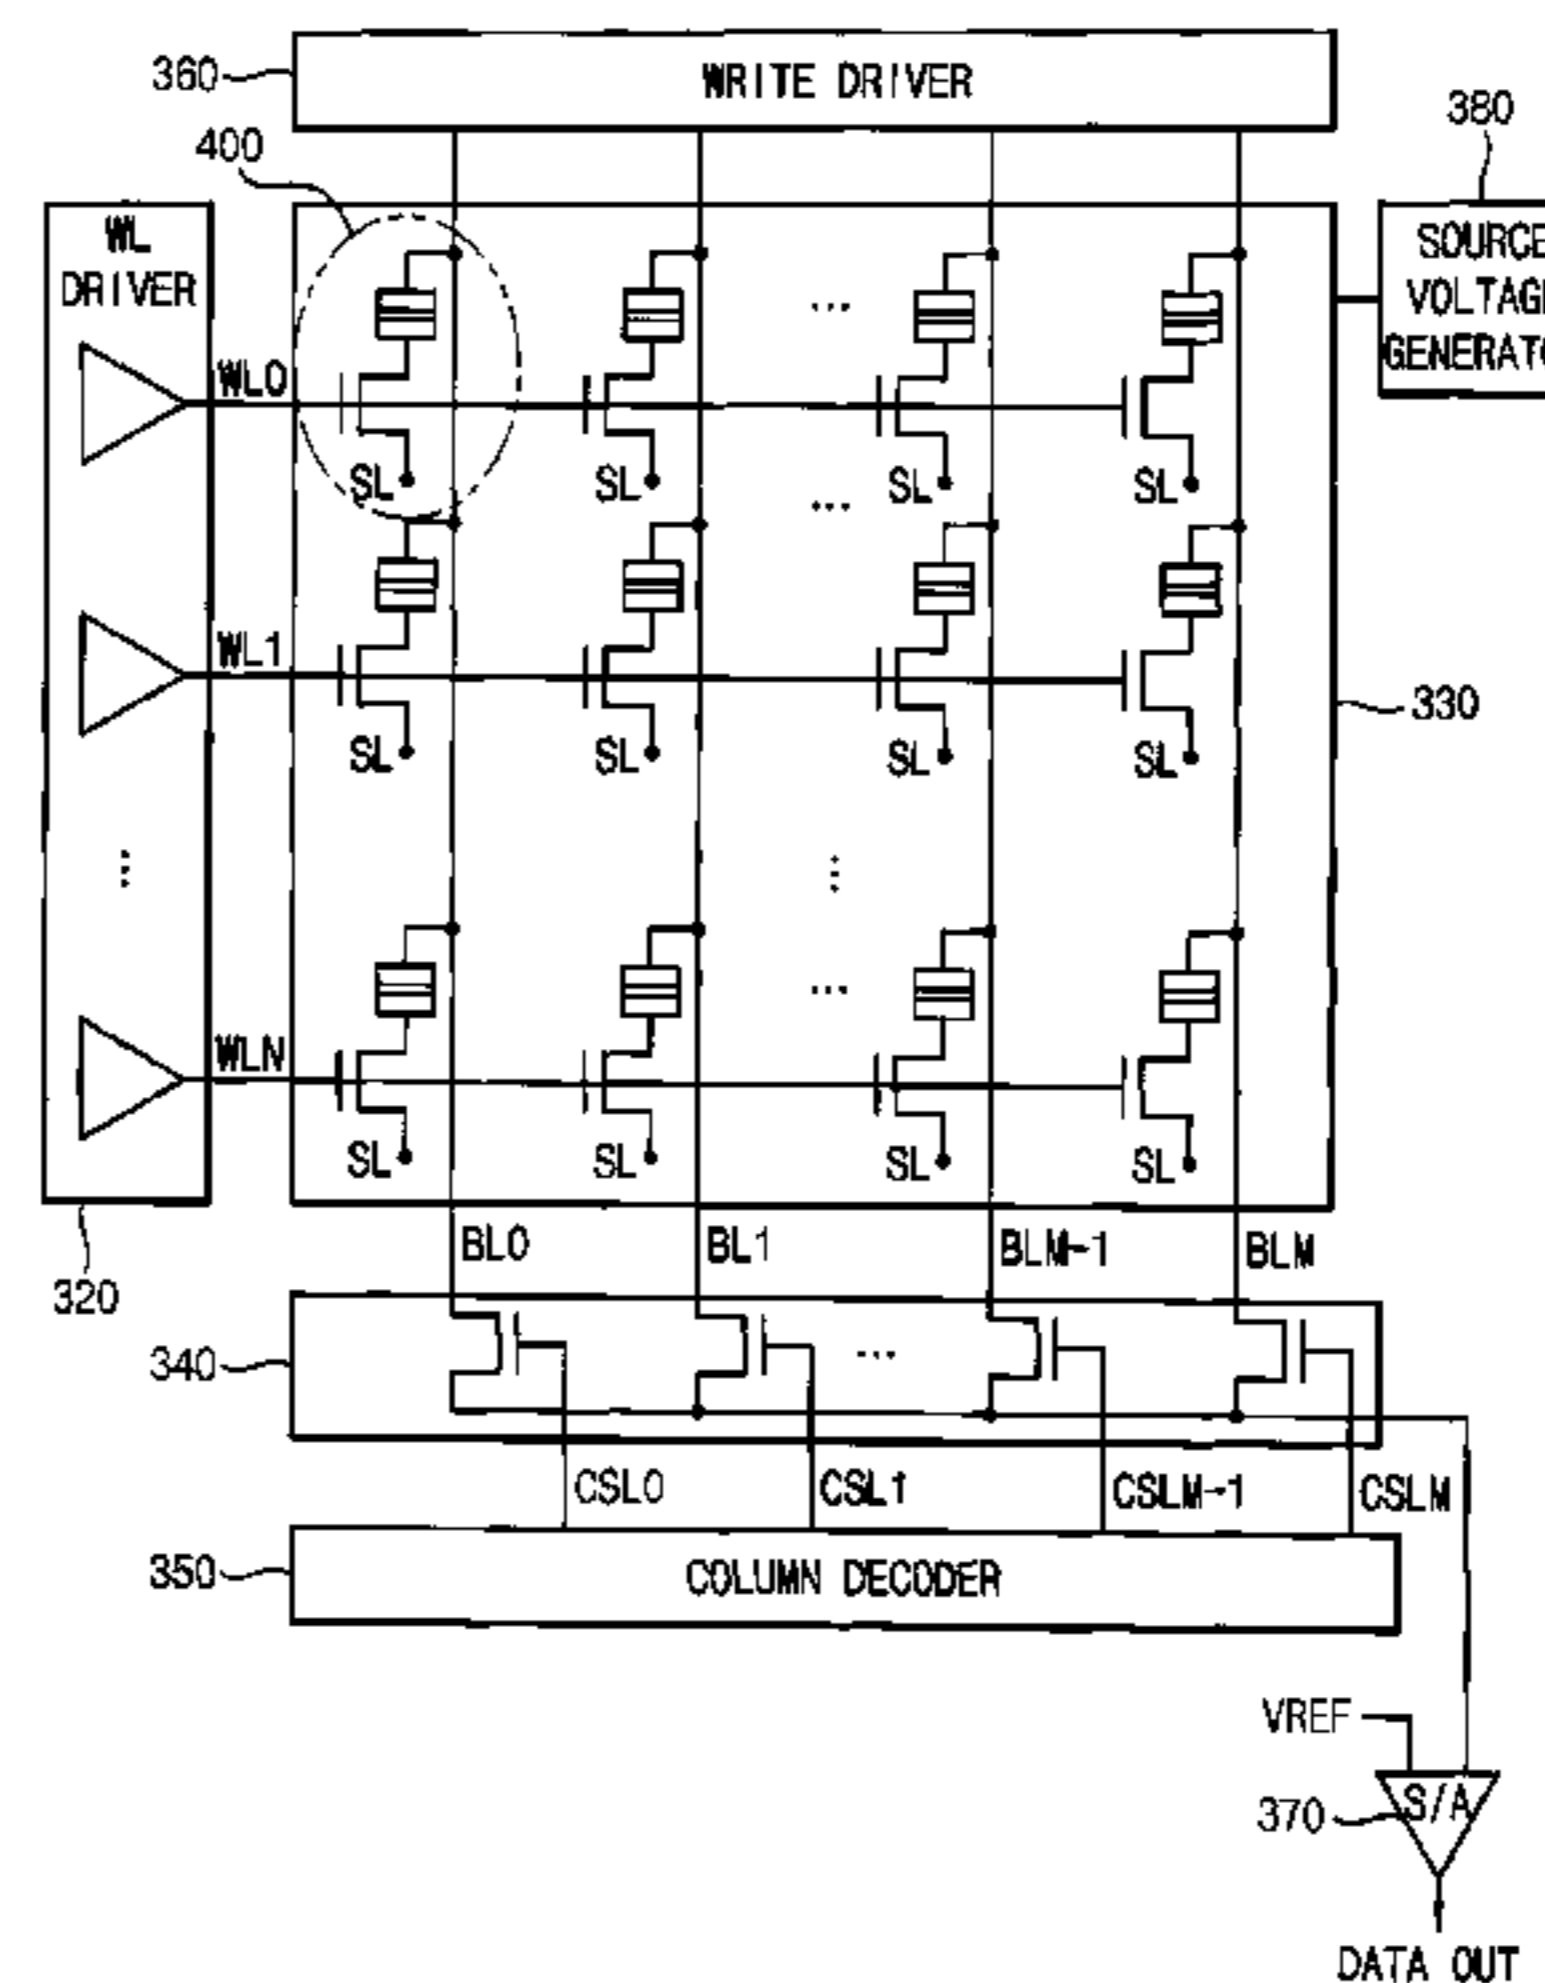 360
WRITE DRIVER
380
400
WL
DRIVER
SOURCE
VOLTAGE
WL0
SL
SL
SL
SL
...
...
WL1
SL
SL
SL
SL
330
...
...
...
WLN
SL
SL
SL
SL
320
BL0
BL1
BLM-1
BLM
340
...
CSL0
CSL1
CSLM-1
CSLM
350
COLUMN DECODER
VREF
370
S/A
DATA OUT